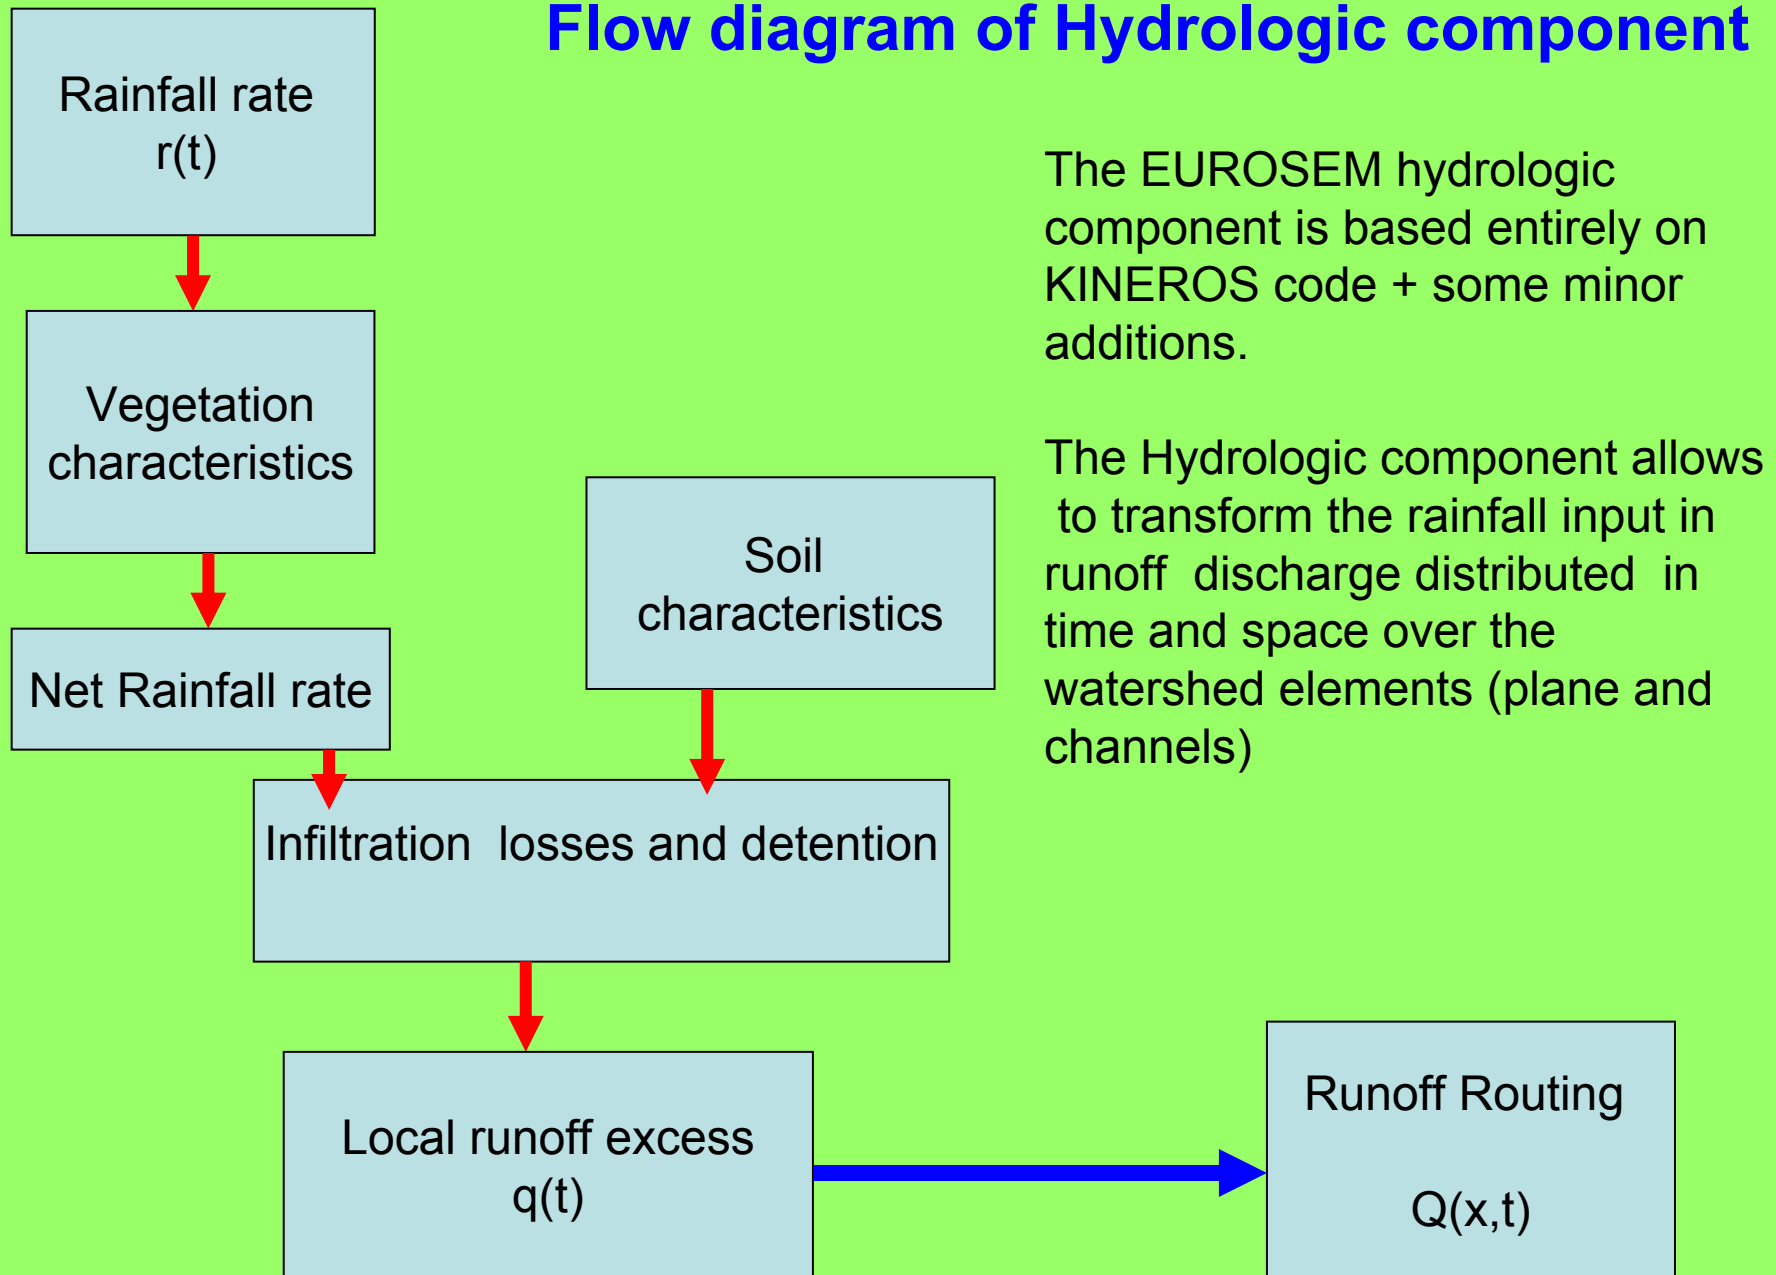 Flow diagram of Hydrologic component
Rainfall rate
r(t)
Vegetation
characteristics
Net Rainfall rate
Soil
characteristics
Infiltration  losses and detention
Local runoff excess
q(t)
Runoff Routing
Q(x,t)
The EUROSEM hydrologic
component is based entirely on
KINEROS code + some minor
additions.
The Hydrologic component allows
to transform the rainfall input in
runoff  discharge distributed  in
time and space over the
watershed elements (plane and
channels)